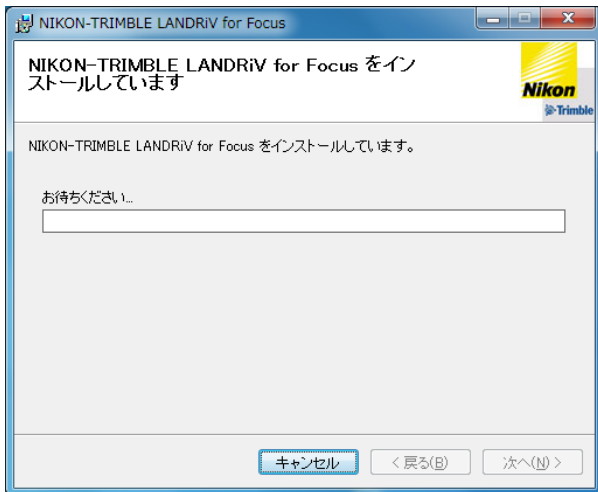 NIKON-TRIMBLE LANDRiV for Focus
NIKON-TRIMBLE LANDRiV for Focus をイン
ストールしています
Nikon
Trimble
NIKON-TRIMBLE LANDRiV for Focus をインストールしています。
お待ちください...
キャンセル
< 戻る(B)
次へ(N) >